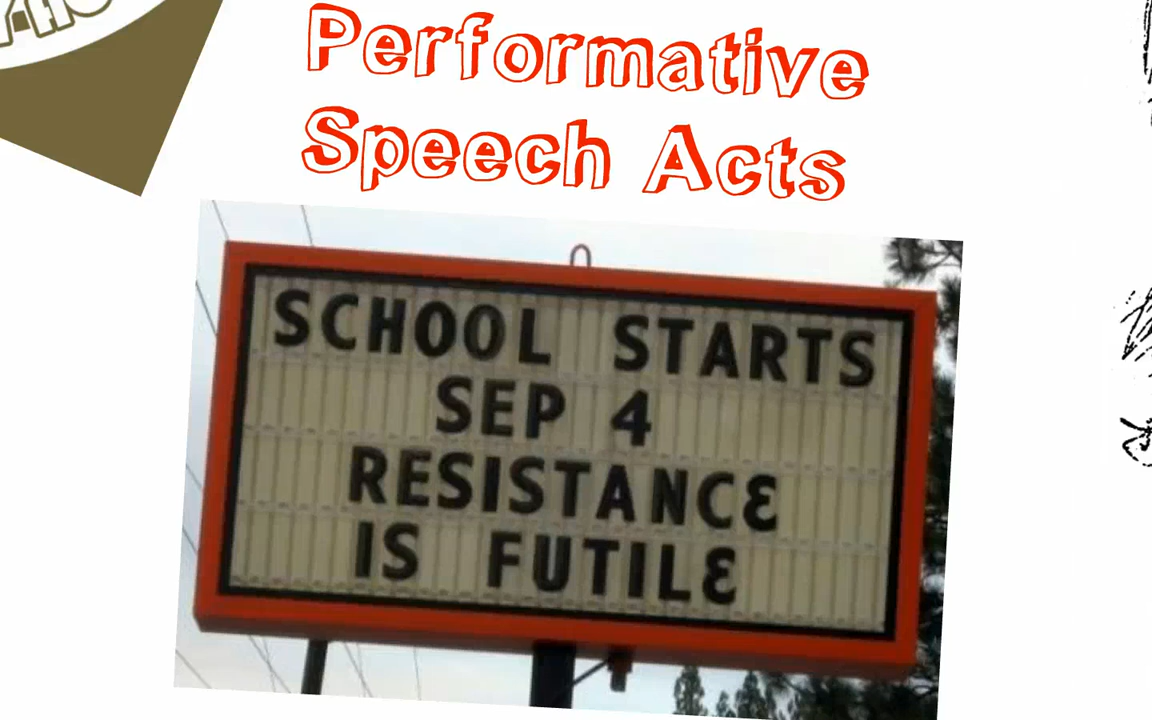 Performative
Speech Acts
SCHOOL STARTS
SEP 4
RESISTANCE
IS FUTILE